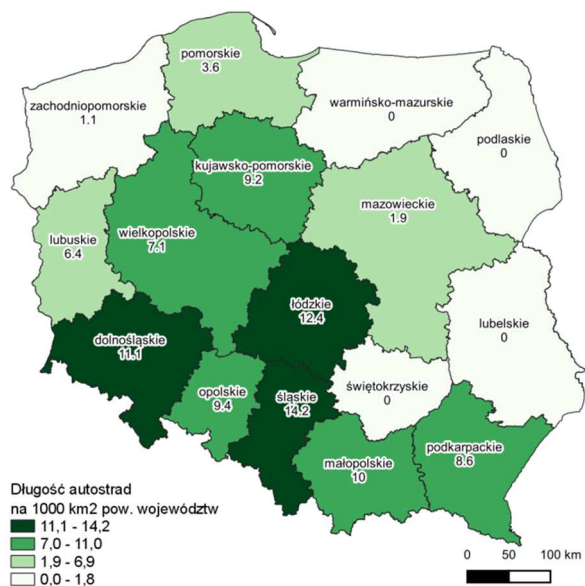 pomorskie
3.6
zachodniopomorskie
1.1
warmińsko-mazurskie
0
podlaskie
0
kujawsko-pomorskie
9.2
mazowieckie
1.9
lubuskie
6.4
wielkopolskie
7.1
łódzkie
12.4
lubelskie
0
dolnośląskie
11.1
opolskie
9.4
śląskie
14.2
świętokrzyskie
0
małopolskie
10
podkarpackie
8.6
Długość autostrad
na 1000 km2 pow. województw
11,1 - 14,2
7,0 - 11,0
1,9 - 6,9
0,0 - 1,8
0 50 100 km